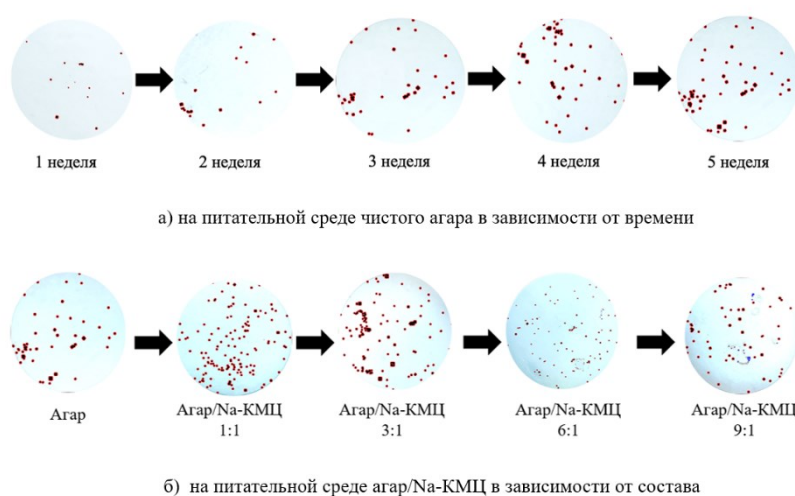 1 неделя 2 неделя 3 неделя 4 неделя 5 неделя
а) на питательной среде чистого агара в зависимости от времени
Агар Агар/Na-КМЦ Агар/Na-КМЦ Агар/Na-КМЦ Агар/Na-КМЦ
1:1 3:1 6:1 9:1
б) на питательной среде агар/Na-КМЦ в зависимости от состава